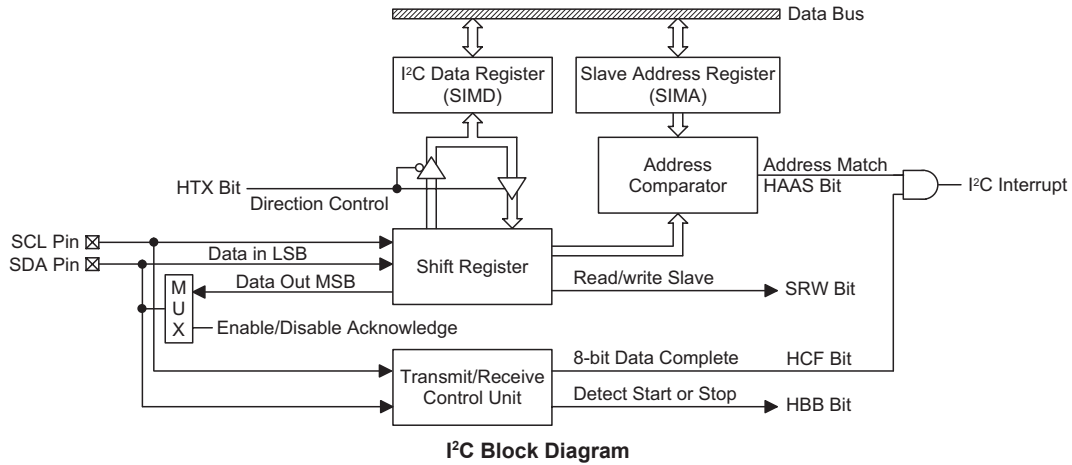 Data Bus
I²C Data Register
(SIMD)
Slave Address Register
(SIMA)
Address
Comparator
Address Match
HAAS Bit
I²C Interrupt
HTX Bit
Direction Control
SCL Pin
SDA Pin
Data in LSB
Shift Register
Data Out MSB
M
U
X
Enable/Disable Acknowledge
Read/write Slave
SRW Bit
Transmit/Receive
Control Unit
8-bit Data Complete
HCF Bit
Detect Start or Stop
HBB Bit
I²C Block Diagram